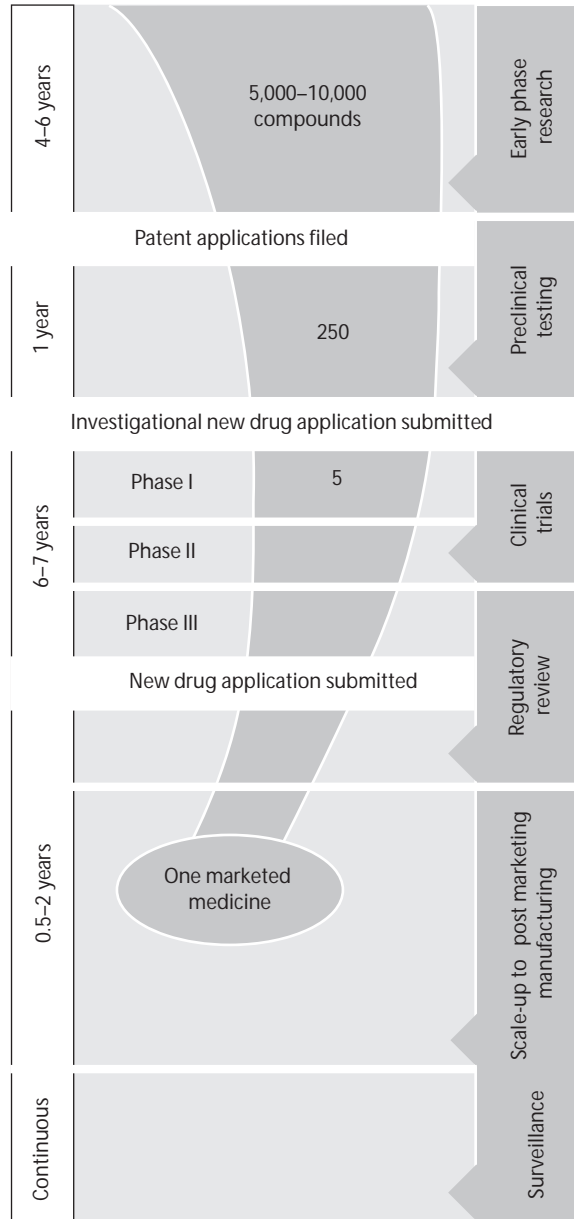 4–6 years
5,000–10,000
compounds
Early phase
research
Patent applications filed
1 year
250
Preclinical
testing
Investigational new drug application submitted
6–7 years
Phase I
5
Clinical
trials
Phase II
Phase III
New drug application submitted
Regulatory
review
0.5–2 years
One marketed
medicine
Scale-up to post marketing
manufacturing
Continuous
Surveillance